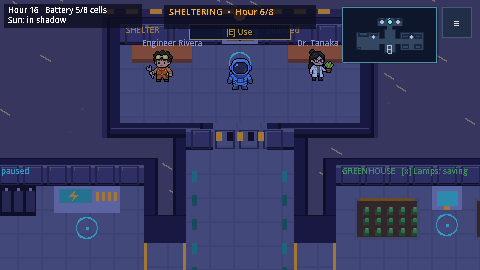 Hour 16 Battery 5/8 cells
Sun: in shadow
SHELTERING • Hour 6/8
SHELTER
[E] Use
Engineer Rivera
Dr. Tanaka
paused
GREENHOUSE [x] Lamps: saving